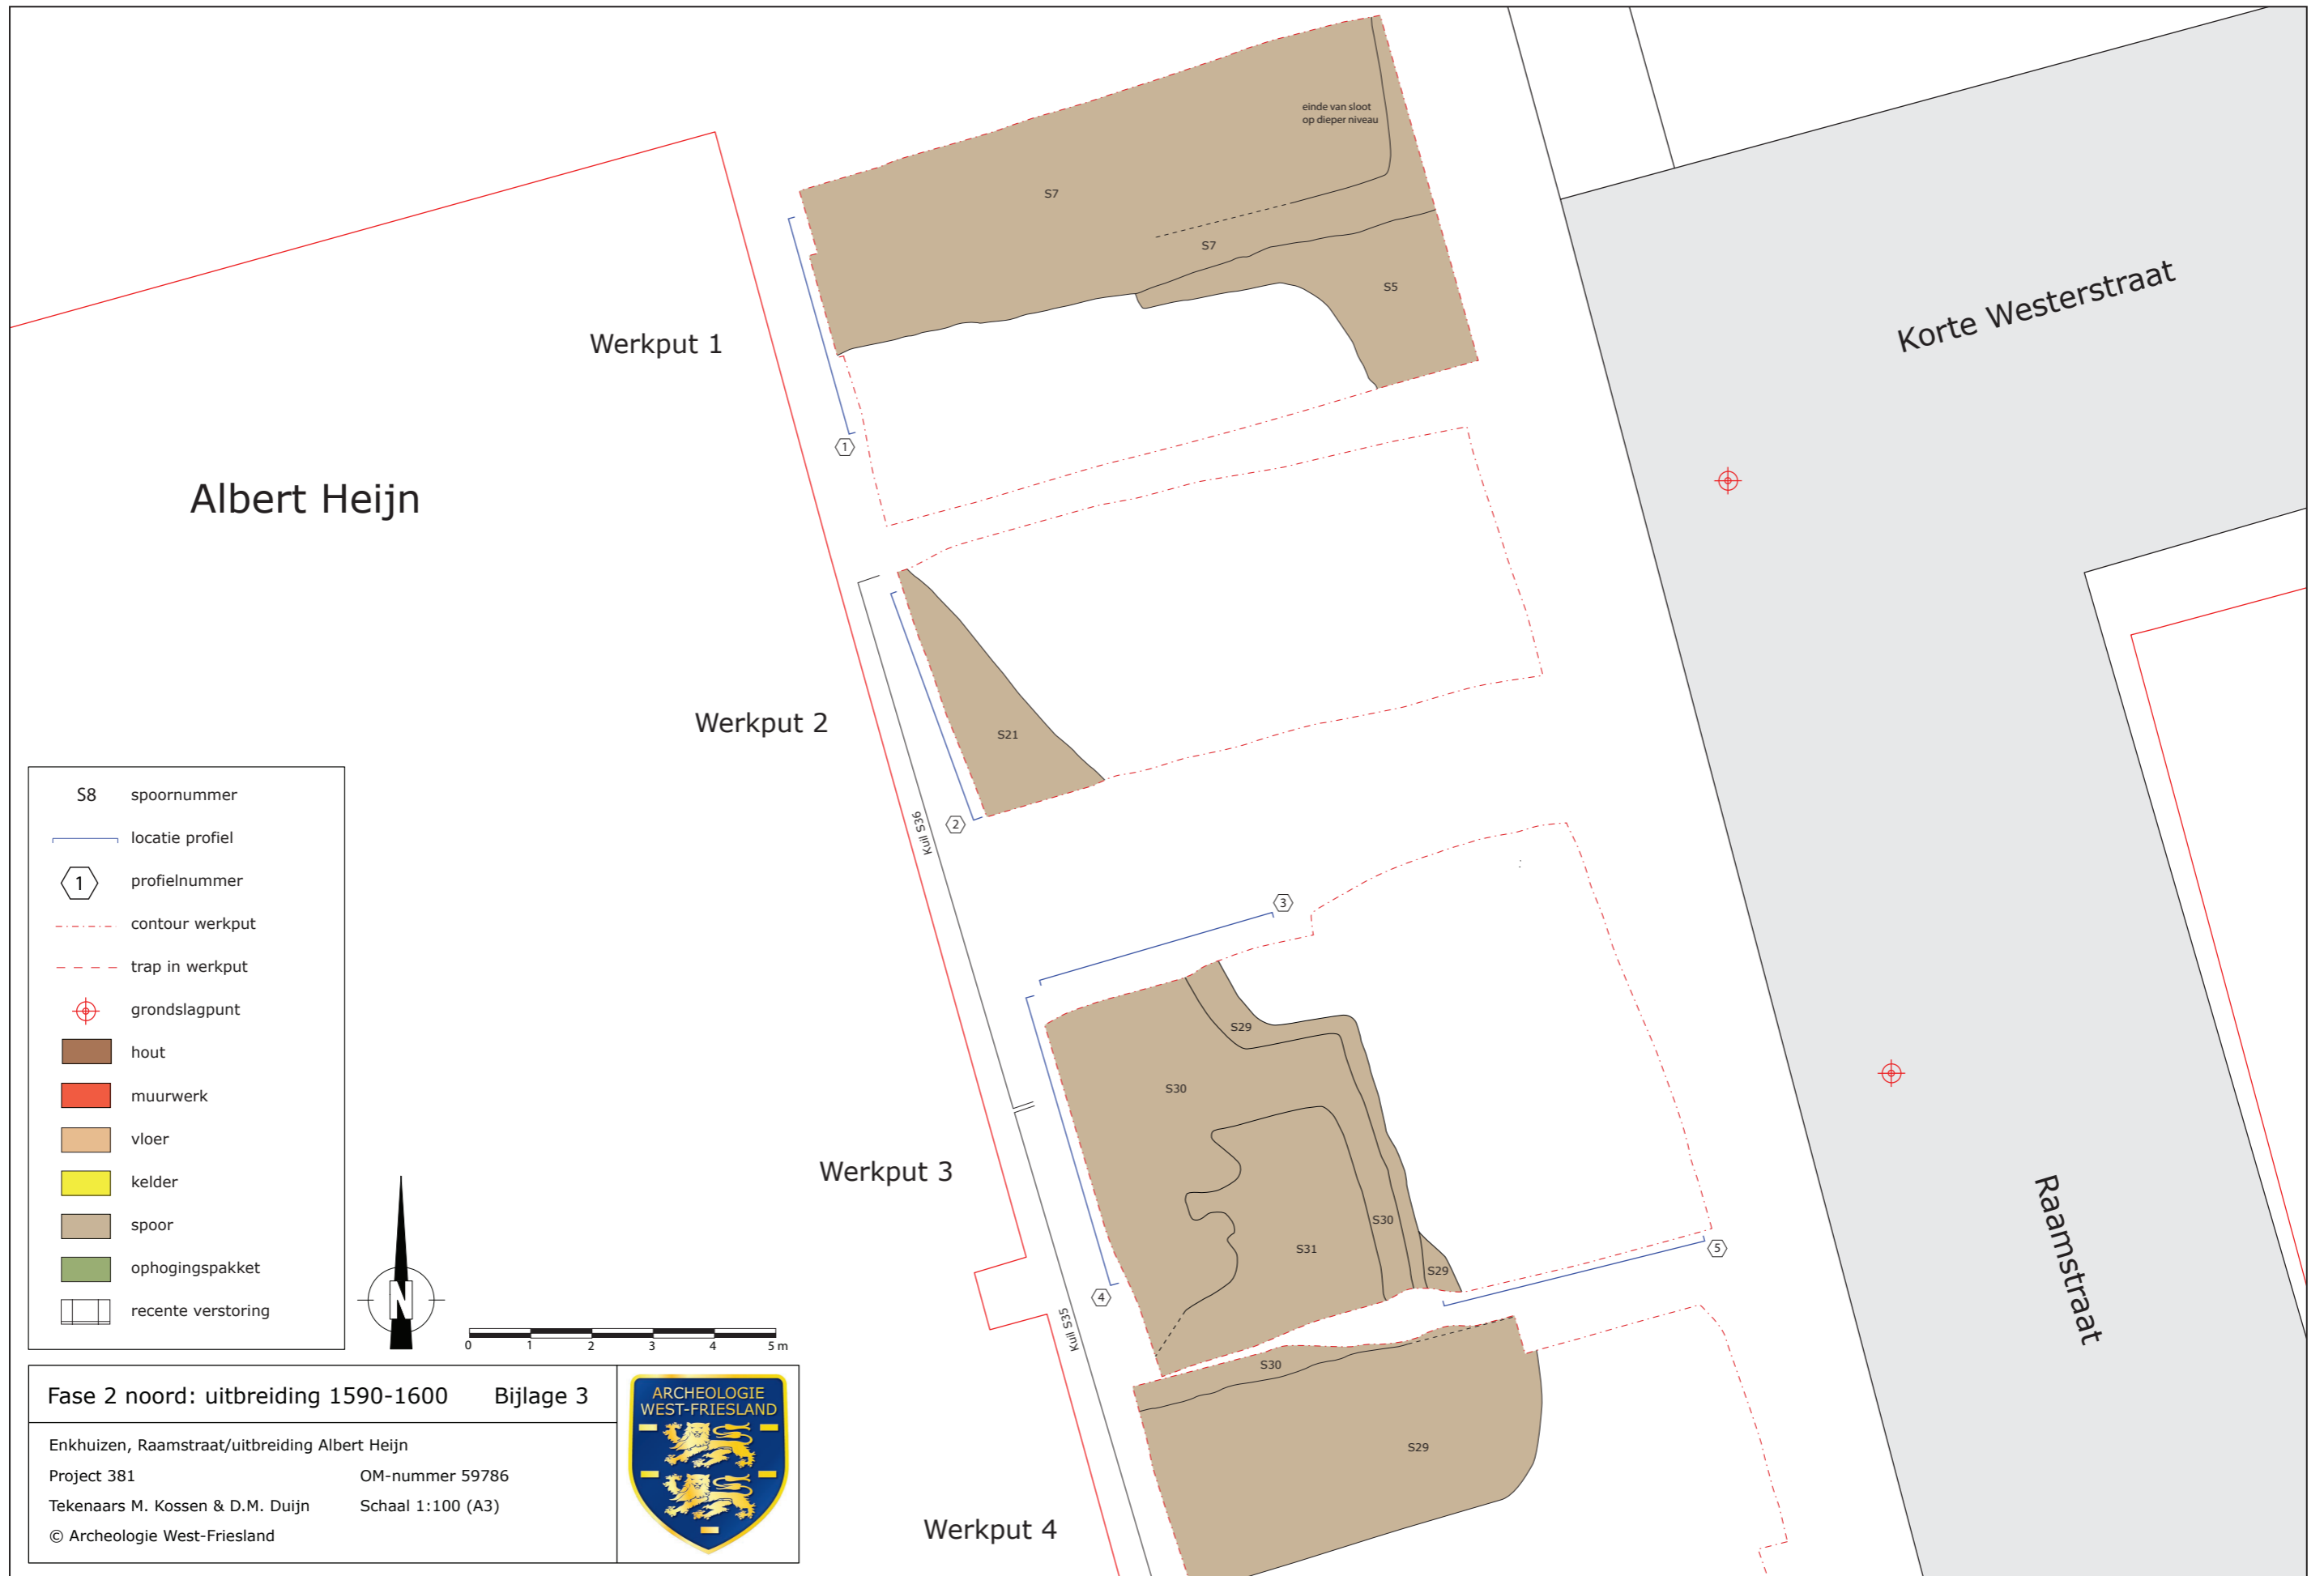 einde van sloot
op dieper niveau
S7
S7
S5
Korte Westerstraat
Werkput 1
1
Albert Heijn
Werkput 2
S21
2
Kuil S36
3
S29
S30
Werkput 3
S30
S31
S29
5
4
Kuil S35
Raamstraat
S30
S29
Werkput 4
S8 spoornummer
locatie profiel
1 profielnummer
contour werkput
trap in werkput
grondslagpunt
hout
muurwerk
vloer
kelder
spoor
ophogingspakket
recente verstoring
N
0 1 2 3 4 5 m
Fase 2 noord: uitbreiding 1590-1600 Bijlage 3
Enkhuizen, Raamstraat/uitbreiding Albert Heijn
Project 381 OM-nummer 59786
Tekenaars M. Kossen & D.M. Duijn Schaal 1:100 (A3)
© Archeologie West-Friesland
ARCHEOLOGIE
WEST-FRIESLAND